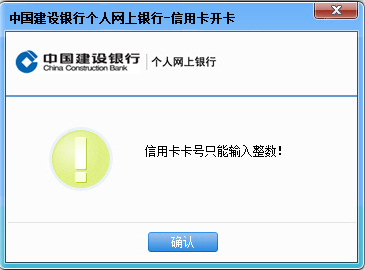 中国建设银行个人网上银行-信用卡开卡
中国建设银行 个人网上银行
China Construction Bank
信用卡卡号只能输入整数!
确认